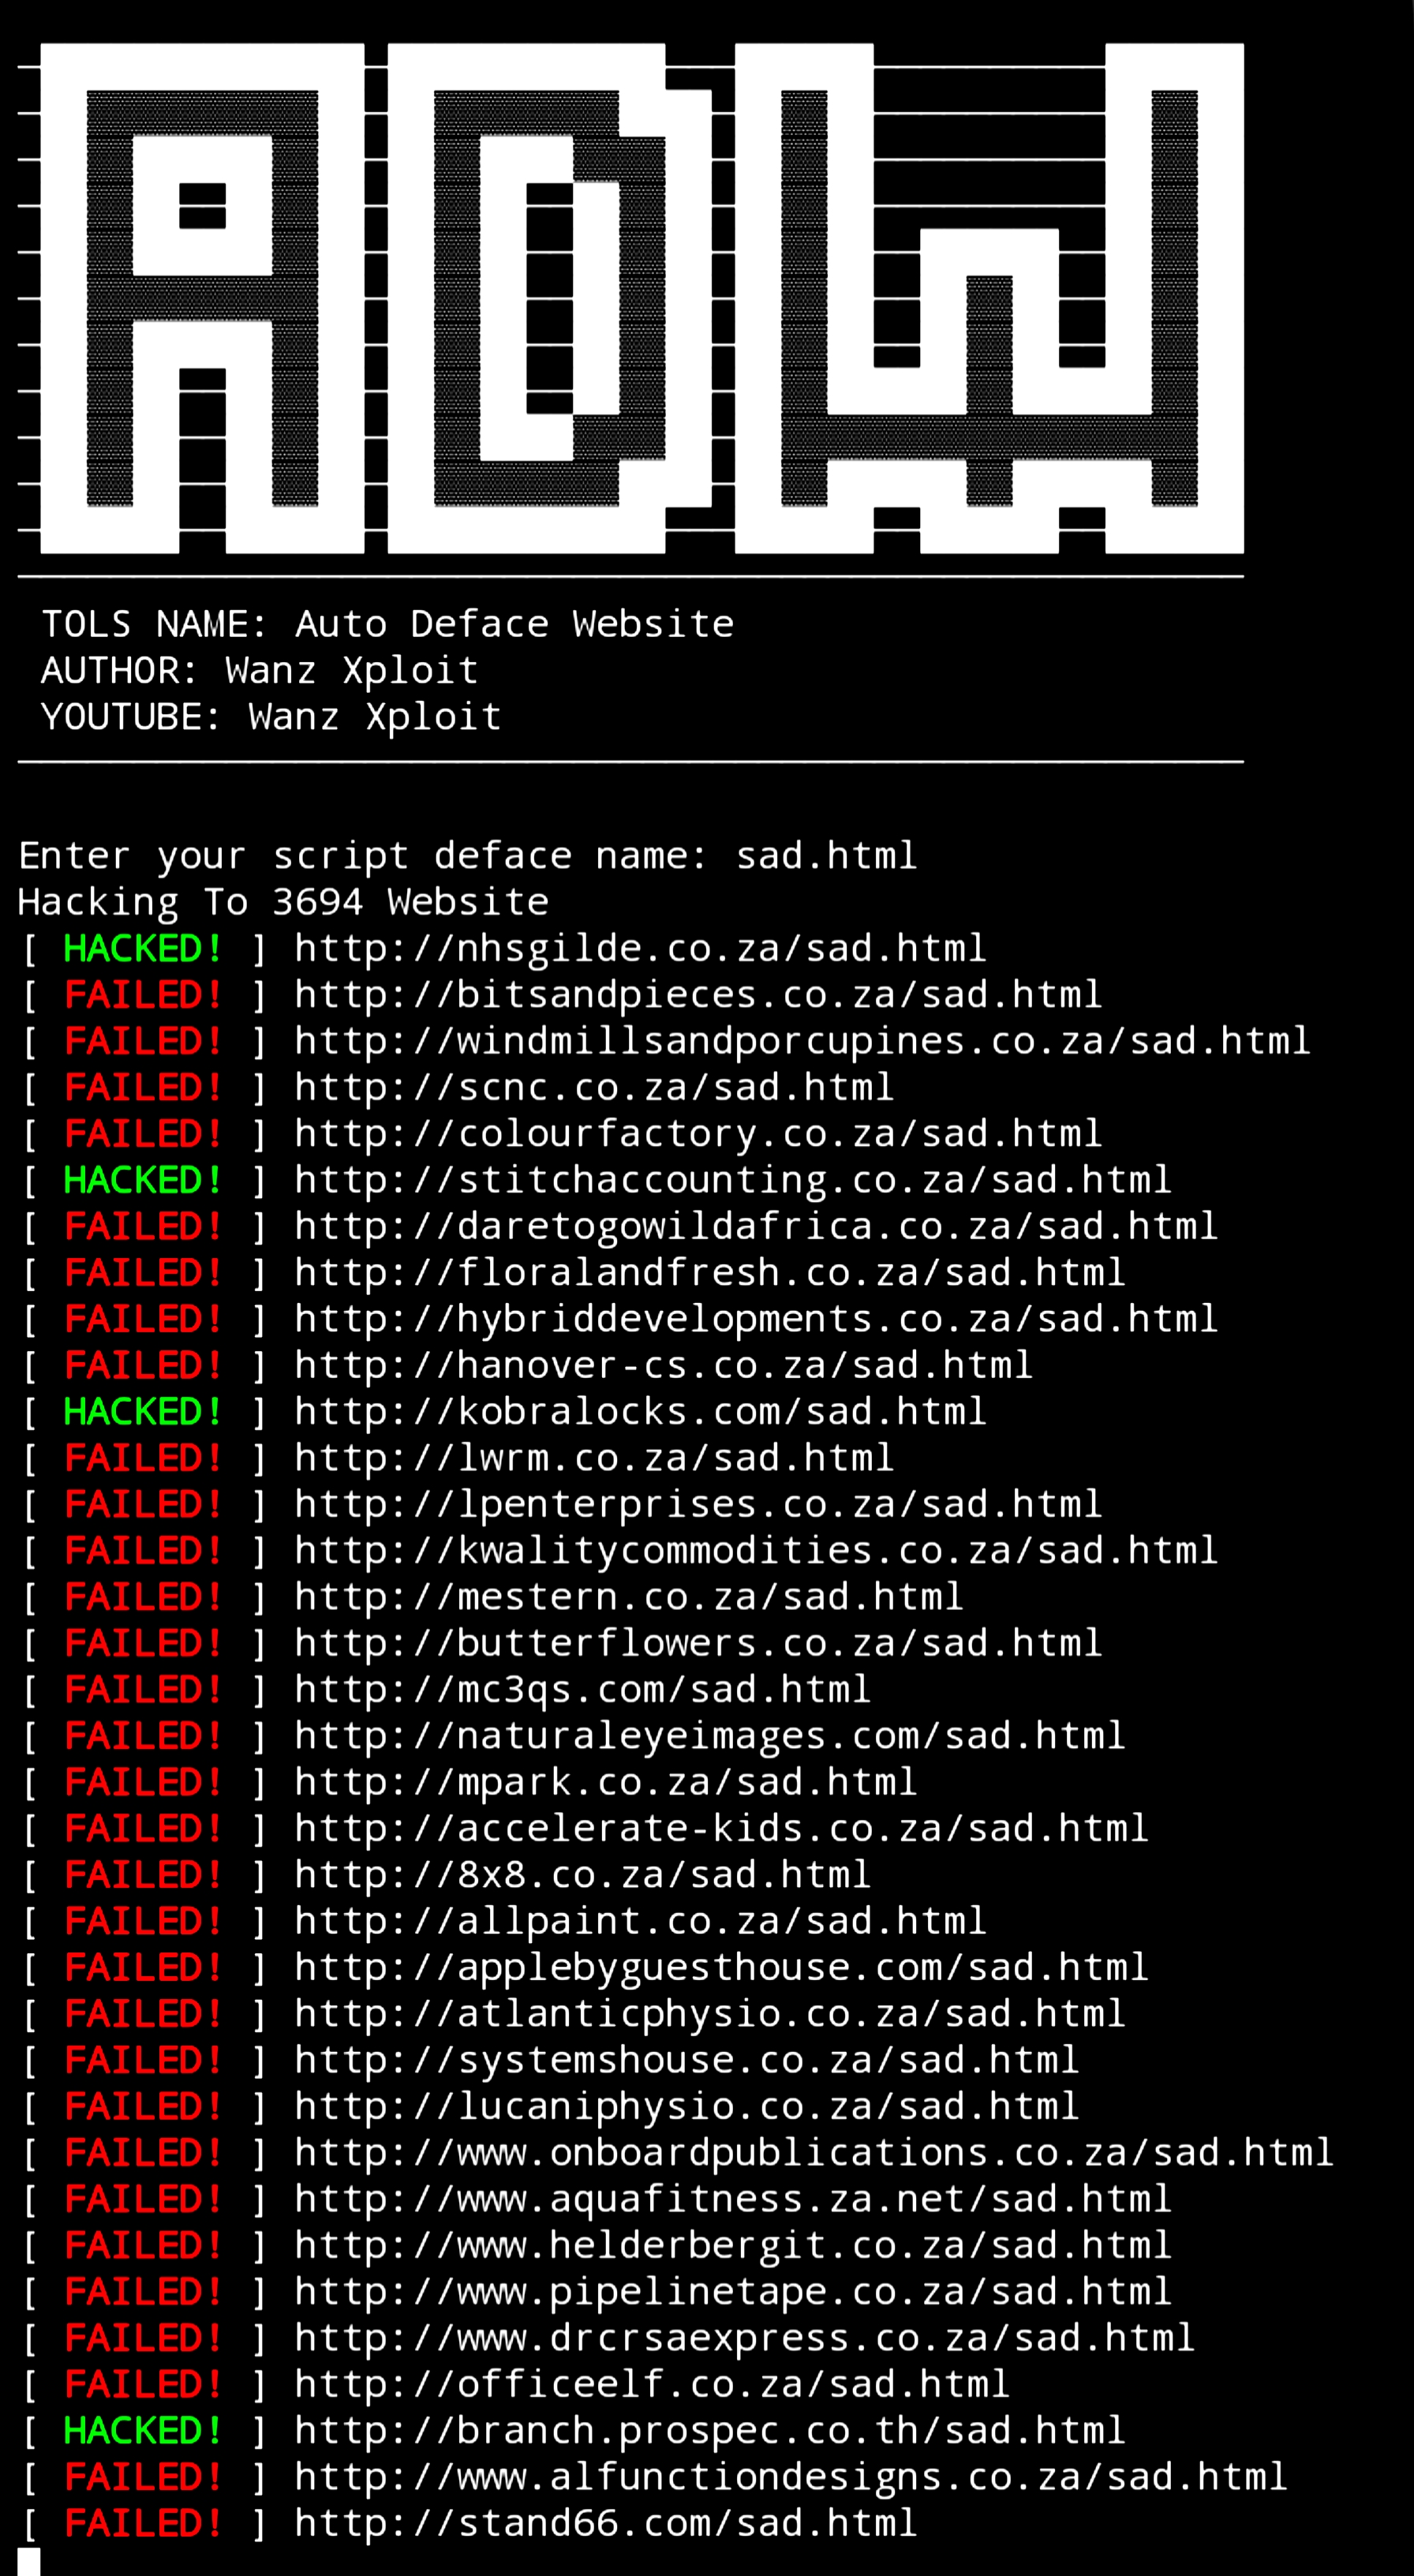 ADW
TOLS NAME: Auto Deface Website
AUTHOR: Wanz Xploit
YOUTUBE: Wanz Xploit
Enter your script deface name: sad.html
Hacking To 3694 Website
[ HACKED! ] http://nhsgilde.co.za/sad.html
[ FAILED! ] http://bitsandpieces.co.za/sad.html
[ FAILED! ] http://windmillsandporcupines.co.za/sad.html
[ FAILED! ] http://scnc.co.za/sad.html
[ FAILED! ] http://colourfactory.co.za/sad.html
[ HACKED! ] http://stitchaccounting.co.za/sad.html
[ FAILED! ] http://daretogowildafrica.co.za/sad.html
[ FAILED! ] http://floralandfresh.co.za/sad.html
[ FAILED! ] http://hybriddevelopments.co.za/sad.html
[ FAILED! ] http://hanover-cs.co.za/sad.html
[ HACKED! ] http://kobralocks.com/sad.html
[ FAILED! ] http://lwrm.co.za/sad.html
[ FAILED! ] http://lpenterprises.co.za/sad.html
[ FAILED! ] http://kwalitycommodities.co.za/sad.html
[ FAILED! ] http://mestern.co.za/sad.html
[ FAILED! ] http://butterflowers.co.za/sad.html
[ FAILED! ] http://mc3qs.com/sad.html
[ FAILED! ] http://naturaleyeimages.com/sad.html
[ FAILED! ] http://mpark.co.za/sad.html
[ FAILED! ] http://accelerate-kids.co.za/sad.html
[ FAILED! ] http://8x8.co.za/sad.html
[ FAILED! ] http://allpaint.co.za/sad.html
[ FAILED! ] http://applebyguesthouse.com/sad.html
[ FAILED! ] http://atlanticphysio.co.za/sad.html
[ FAILED! ] http://systemshouse.co.za/sad.html
[ FAILED! ] http://lucaniphysio.co.za/sad.html
[ FAILED! ] http://www.onboardpublications.co.za/sad.html
[ FAILED! ] http://www.aquafitness.za.net/sad.html
[ FAILED! ] http://www.helderbergit.co.za/sad.html
[ FAILED! ] http://www.pipelinetape.co.za/sad.html
[ FAILED! ] http://www.drcrsaexpress.co.za/sad.html
[ FAILED! ] http://officeelf.co.za/sad.html
[ HACKED! ] http://branch.prospec.co.th/sad.html
[ FAILED! ] http://www.alfunctiondesigns.co.za/sad.html
[ FAILED! ] http://stand66.com/sad.html